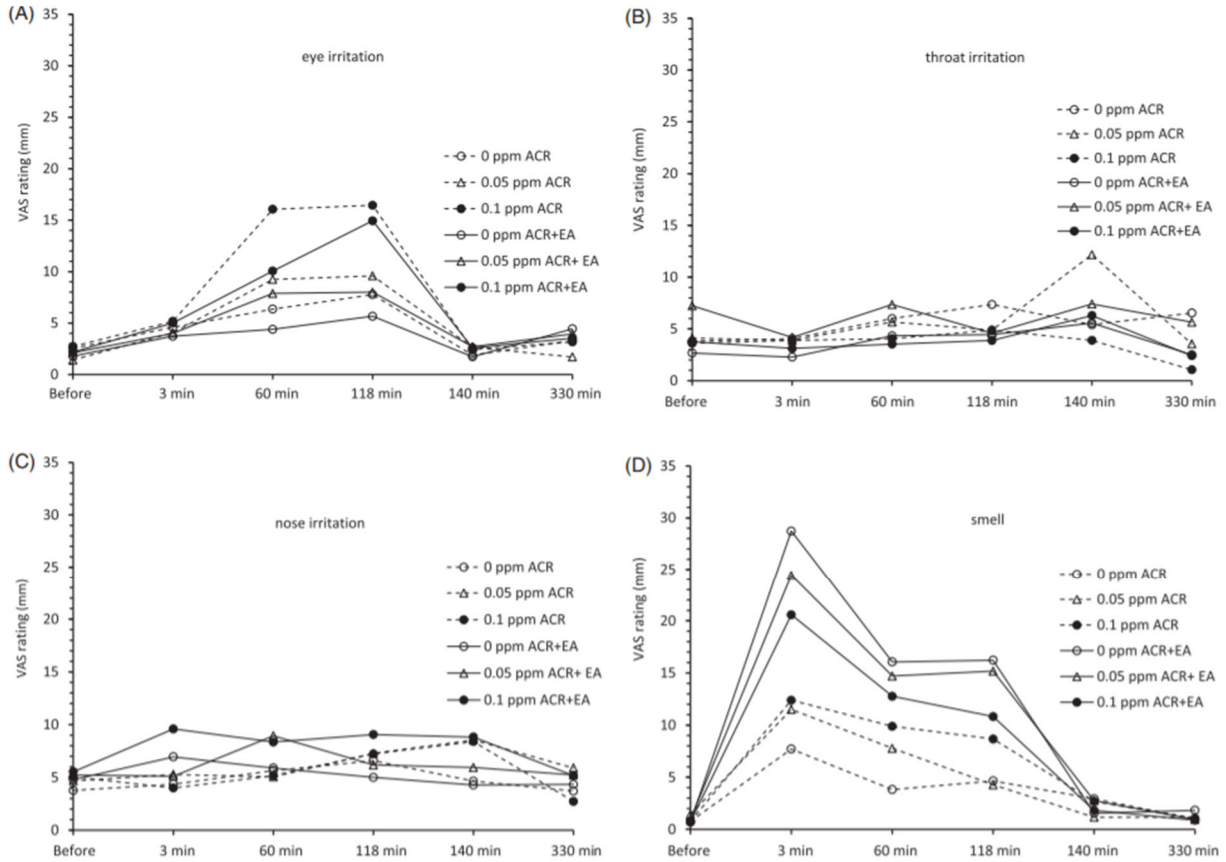 (A)
35
30
25
20
15
10
5
0
VAS rating (mm)
eye irritation
0 ppm ACR
0.05 ppm ACR
0.1 ppm ACR
0 ppm ACR+EA
0.05 ppm ACR+ EA
0.1 ppm ACR+EA
Before 3 min 60 min 118 min 140 min 330 min
(B)
35
30
25
20
15
10
5
0
VAS rating (mm)
throat irritation
0 ppm ACR
0.05 ppm ACR
0.1 ppm ACR
0 ppm ACR+EA
0.05 ppm ACR+ EA
0.1 ppm ACR+EA
Before 3 min 60 min 118 min 140 min 330 min
(C)
35
30
25
20
15
10
5
0
VAS rating (mm)
nose irritation
0 ppm ACR
0.05 ppm ACR
0.1 ppm ACR
0 ppm ACR+EA
0.05 ppm ACR+ EA
0.1 ppm ACR+EA
Before 3 min 60 min 118 min 140 min 330 min
(D)
35
30
25
20
15
10
5
0
VAS rating (mm)
smell
0 ppm ACR
0.05 ppm ACR
0.1 ppm ACR
0 ppm ACR+EA
0.05 ppm ACR+ EA
0.1 ppm ACR+EA
Before 3 min 60 min 118 min 140 min 330 min